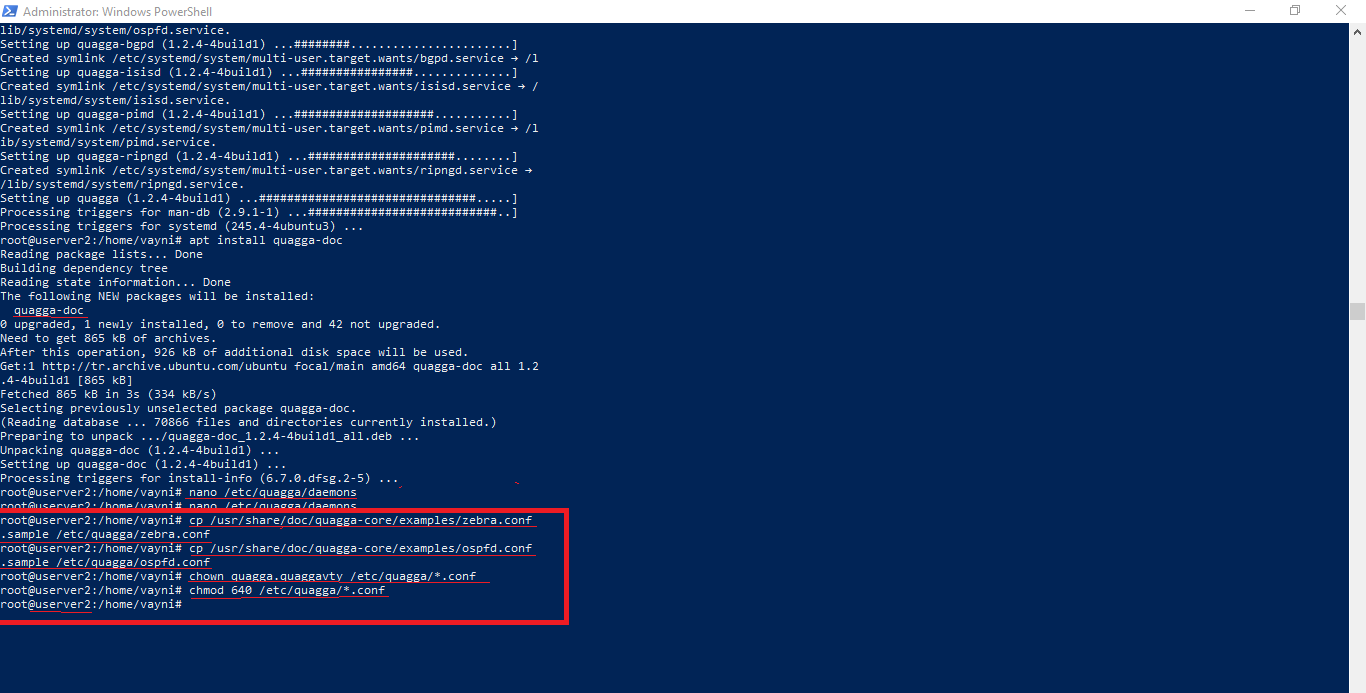 Administrator: Windows PowerShell
lib/systemd/system/ospfd.service.
Setting up quagga-bgpd (1.2.4-4build1) ...########.......................]
Created symlink /etc/systemd/system/multi-user.target.wants/bgpd.service → /l
Setting up quagga-isisd (1.2.4-4build1) ...################..............]
Created symlink /etc/systemd/system/multi-user.target.wants/isisd.service → /
lib/systemd/system/isisd.service.
Setting up quagga-pimd (1.2.4-4build1) ...####################...........]
Created symlink /etc/systemd/system/multi-user.target.wants/pimd.service → /l
ib/systemd/system/pimd.service.
Setting up quagga-ripngd (1.2.4-4build1) ...#####################........]
Created symlink /etc/systemd/system/multi-user.target.wants/ripngd.service →
/lib/systemd/system/ripngd.service.
Setting up quagga (1.2.4-4build1) ...###############################.....]
Processing triggers for man-db (2.9.1-1) ...###########################..]
Processing triggers for systemd (245.4-4ubuntu3) ...
root@userver2:/home/vayni# apt install quagga-doc
Reading package lists... Done
Building dependency tree
Reading state information... Done
The following NEW packages will be installed:
quagga-doc
0 upgraded, 1 newly installed, 0 to remove and 42 not upgraded.
Need to get 865 kB of archives.
After this operation, 926 kB of additional disk space will be used.
Get:1 http://tr.archive.ubuntu.com/ubuntu focal/main amd64 quagga-doc all 1.2
.4-4build1 [865 kB]
Fetched 865 kB in 3s (334 kB/s)
Selecting previously unselected package quagga-doc.
(Reading database ... 70866 files and directories currently installed.)
Preparing to unpack .../quagga-doc_1.2.4-4build1_all.deb ...
Unpacking quagga-doc (1.2.4-4build1) ...
Setting up quagga-doc (1.2.4-4build1) ...
Processing triggers for install-info (6.7.0.dfsg.2-5) ...
root@userver2:/home/vayni# nano /etc/quagga/daemons
root@userver2:/home/vayni# nano /etc/quagga/daemons
root@userver2:/home/vayni# cp /usr/share/doc/quagga-core/examples/zebra.conf
.sample /etc/quagga/zebra.conf
root@userver2:/home/vayni# cp /usr/share/doc/quagga-core/examples/ospfd.conf
.sample /etc/quagga/ospfd.conf
root@userver2:/home/vayni# chown quagga.quaggavty /etc/quagga/*.conf
root@userver2:/home/vayni# chmod 640 /etc/quagga/*.conf
root@userver2:/home/vayni#